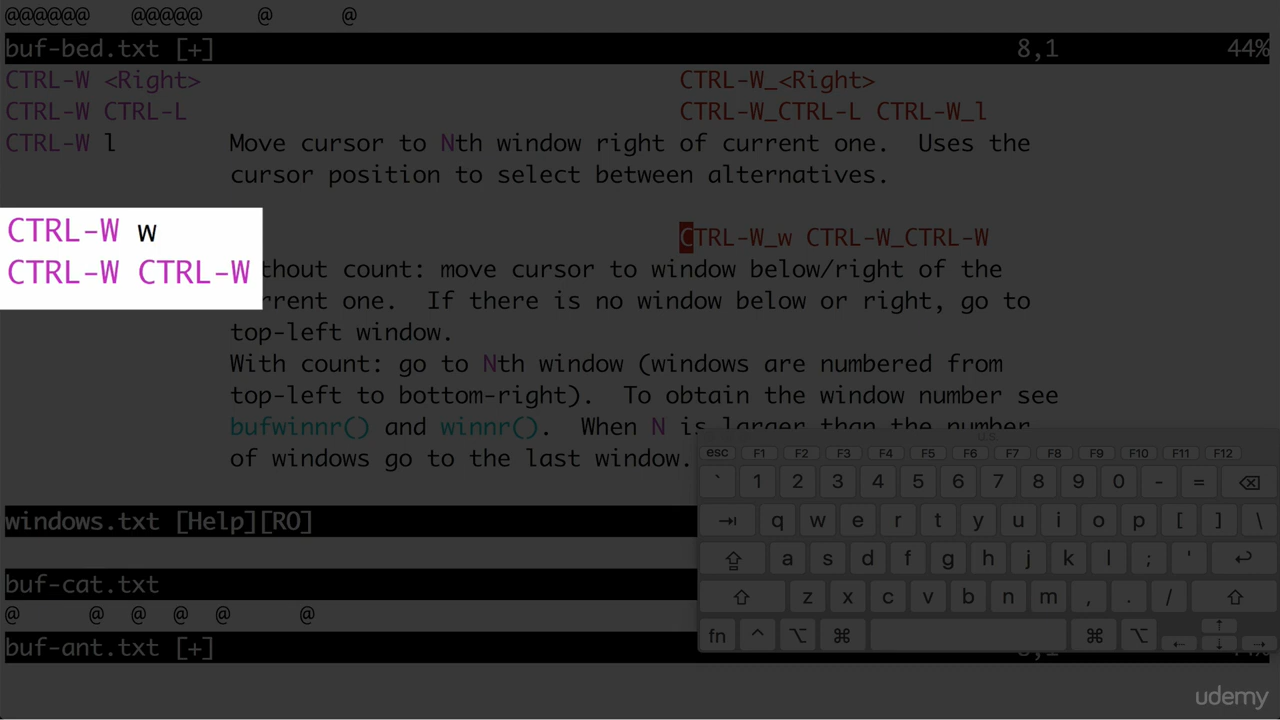 @@@@@@   @@@@@    @     @
buf-bed.txt [+]    8,1    44%
CTRL-W <Right>    CTRL-W_<Right>
CTRL-W CTRL-L    CTRL-W_CTRL-L CTRL-W_l
CTRL-W l    Move cursor to Nth window right of current one.  Uses the
cursor position to select between alternatives.
CTRL-W w    CTRL-W_w CTRL-W_CTRL-W
CTRL-W CTRL-W    thout count: move cursor to window below/right of the
rrent one.  If there is no window below or right, go to
top-left window.
With count: go to Nth window (windows are numbered from
top-left to bottom-right).  To obtain the window number see
bufwinnr() and winnr().  When N is larger than the number
of windows go to the last window.
windows.txt [Help][RO]
buf-cat.txt
@     @  @  @  @     @
buf-ant.txt [+]    8,1
U.S
esc F1 F2 F3 F4 F5 F6 F7 F8 F9 F10 F11 F12
` 1 2 3 4 5 6 7 8 9 0 - =
q w e r t y u i o p [ ] \
a s d f g h j k l ; '
z x c v b n m , . /
fn ^ ⌥ ⌘ ⌘ ⌥
udemy